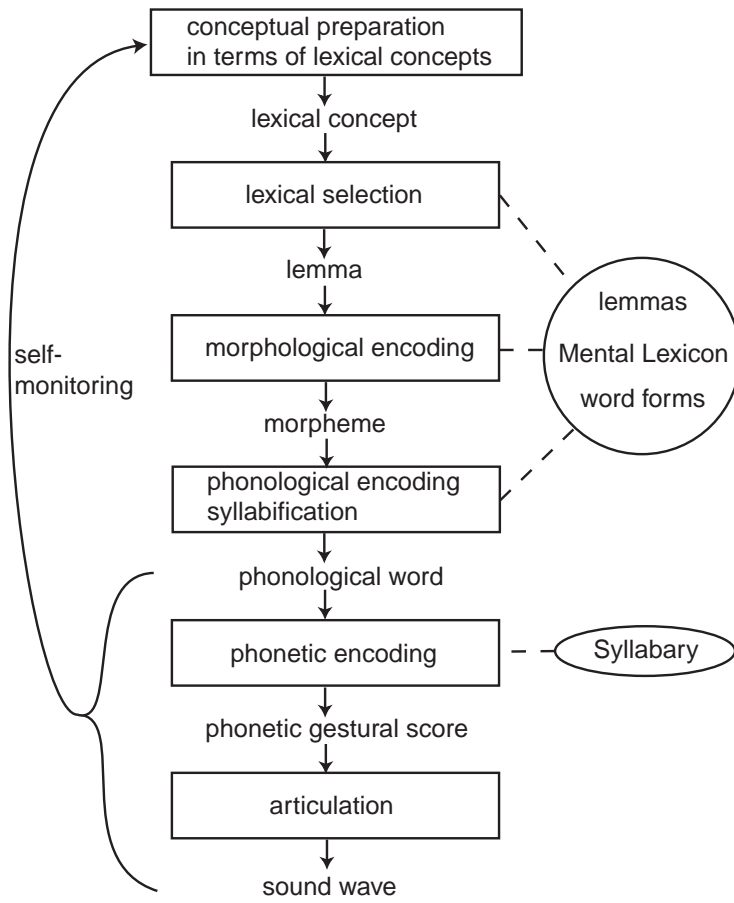 conceptual preparation
in terms of lexical concepts
lexical concept
lexical selection
lemma
lemmas
Mental Lexicon
word forms
morphological encoding
self-
monitoring
morpheme
phonological encoding
syllabification
phonological word
phonetic encoding
Syllabary
phonetic gestural score
articulation
sound wave